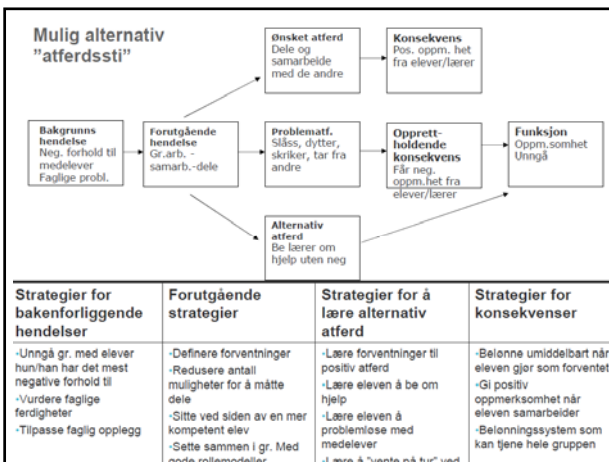 Mulig alternativ
”atferdssti”
Ønsket atferd
Dele og
samarbeide
med de andre
Konsekvens
Pos. oppm. het
fra elever/lærer
Bakgrunns
hendelse
Neg. forhold til
medelever
Faglige probl.
Forutgående
hendelse
Gr.arb. -
samarb.-dele
Problematf.
Slåss, dytter,
skriker, tar fra
andre
Opprett-
holdende
konsekvens
Får neg.
oppm.het fra
elever/lærer
Funksjon
Oppm.somhet
Unngå
Alternativ
atferd
Be lærer om
hjelp uten neg
Strategier for
bakenforliggende
hendelser
•Unngå gr. med elever
hun/han har det mest
negative forhold til
•Vurdere faglige
ferdigheter
•Tilpasse faglig opplegg
Forutgående
strategier
•Definere forventninger
•Redusere antall
muligheter for å måtte
dele
•Sitte ved siden av en mer
kompetent elev
•Sette sammen i gr. Med
gode rollemodeller
Strategier for å
lære alternativ
atferd
•Lære forventninger til
positiv atferd
•Lære eleven å be om
hjelp
•Lære eleven å
problemløse med
medelever
•Lære å ”vente på tur” ved
Strategier for
konsekvenser
•Belønne umiddelbart når
eleven gjør som forventet
•Gi positiv
oppmerksomhet når
eleven samarbeider
•Belønningssystem som
kan tjene hele gruppen